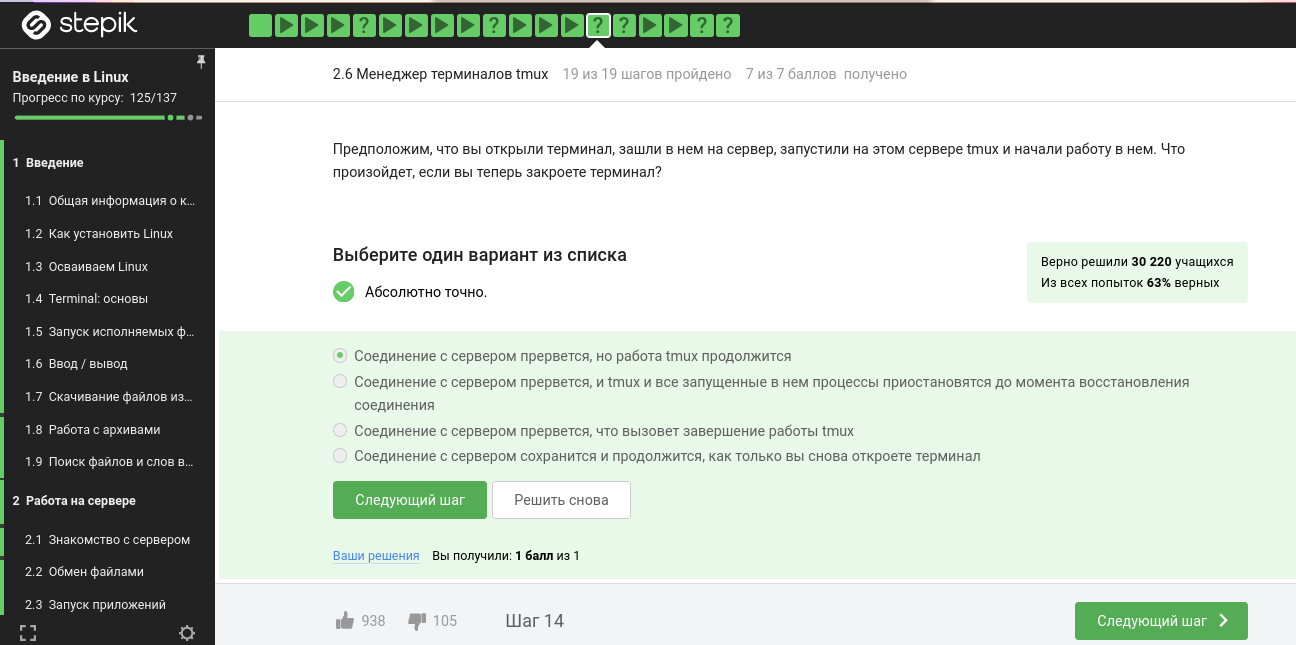 stepik
? ? ? ? ? ?
Введение в Linux
Прогресс по курсу: 125/137
1 Введение
1.1 Общая информация о к...
1.2 Как установить Linux
1.3 Осваиваем Linux
1.4 Terminal: основы
1.5 Запуск исполняемых ф...
1.6 Ввод / вывод
1.7 Скачивание файлов из...
1.8 Работа с архивами
1.9 Поиск файлов и слов в...
2 Работа на сервере
2.1 Знакомство с сервером
2.2 Обмен файлами
2.3 Запуск приложений
2.6 Менеджер терминалов tmux 19 из 19 шагов пройдено 7 из 7 баллов получено
Предположим, что вы открыли терминал, зашли в нем на сервер, запустили на этом сервере tmux и начали работу в нем. Что
произойдет, если вы теперь закроете терминал?
Выберите один вариант из списка
Абсолютно точно.
Верно решили 30 220 учащихся
Из всех попыток 63% верных
Соединение с сервером прервется, но работа tmux продолжится
Соединение с сервером прервется, и tmux и все запущенные в нем процессы приостановятся до момента восстановления
соединения
Соединение с сервером прервется, что вызовет завершение работы tmux
Соединение с сервером сохранится и продолжится, как только вы снова откроете терминал
Следующий шаг Решить снова
Ваши решения Вы получили: 1 балл из 1
938 105 Шаг 14 Следующий шаг